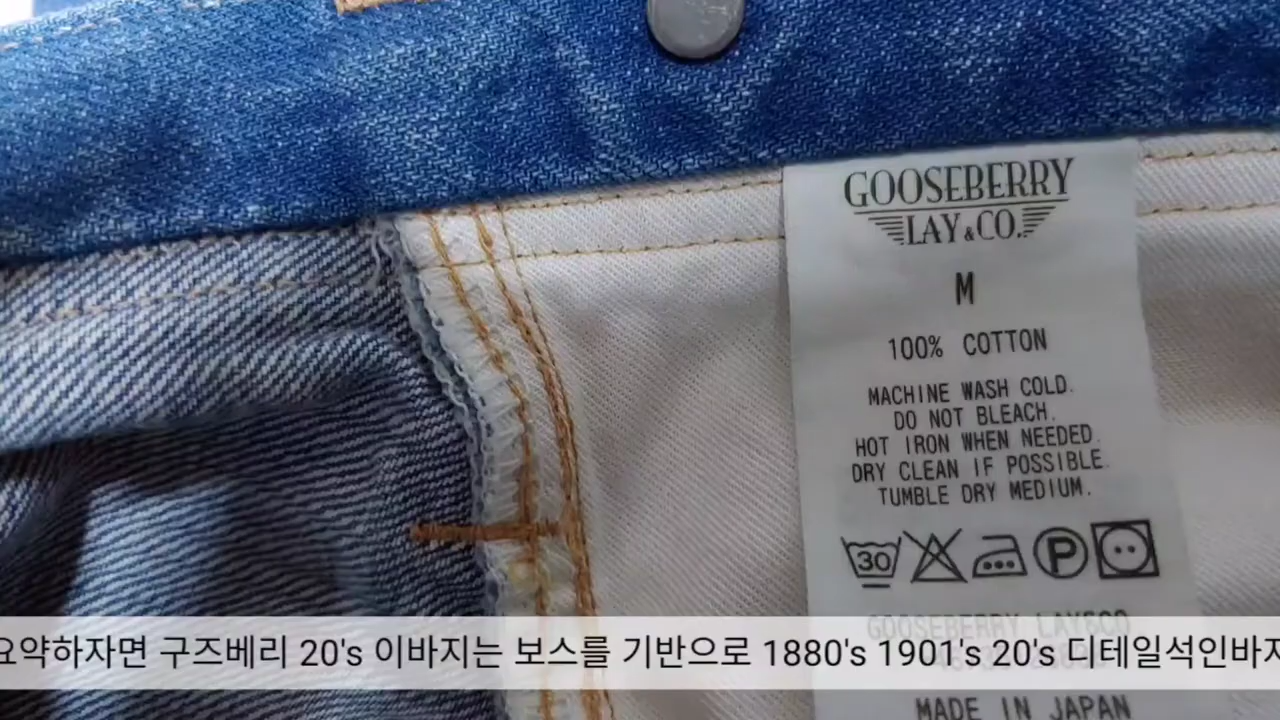 GOOSEBERRY
LAY & CO.
M
100% COTTON
MACHINE WASH COLD.
DO NOT BLEACH.
HOT IRON WHEN NEEDED.
DRY CLEAN IF POSSIBLE.
TUMBLE DRY MEDIUM.
30
P
GOOSEBERRY LAY&CO
요약하자면 구즈베리 20's 이바지는 보스를 기반으로 1880's 1901's 20's 디테일석인바지
MADE IN JAPAN